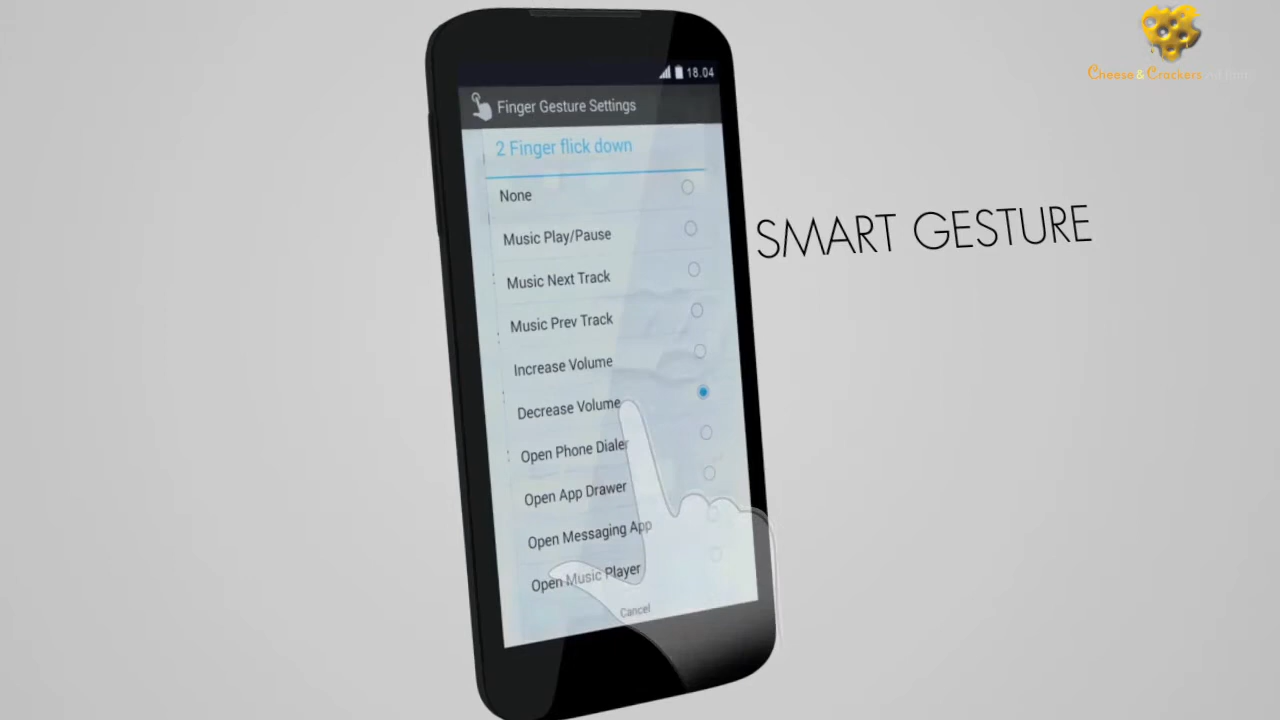 Cheese & Crackers
18.04
Finger Gesture Settings
2 Finger flick down
None
Music Play/Pause
Music Next Track
Music Prev Track
Increase Volume
Decrease Volume
Open Phone Dialer
Open App Drawer
Open Messaging App
Open Music Player
Cancel
SMART GESTURE